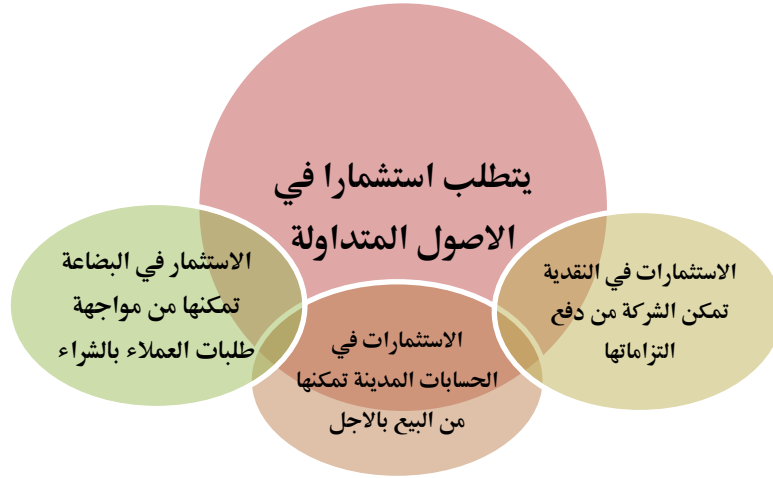 يتطلب استشمارا في
الاصول المتداولة
الاستثمارات في النقدية
تمكن الشركة من دفع
التزاماتها
الاستثمارات في
الحسابات المدينة تمكنها
من البيع بالاجل
الاستثمار في البضاعة
تمكنها من مواجهة
طلبات العملاء بالشراء